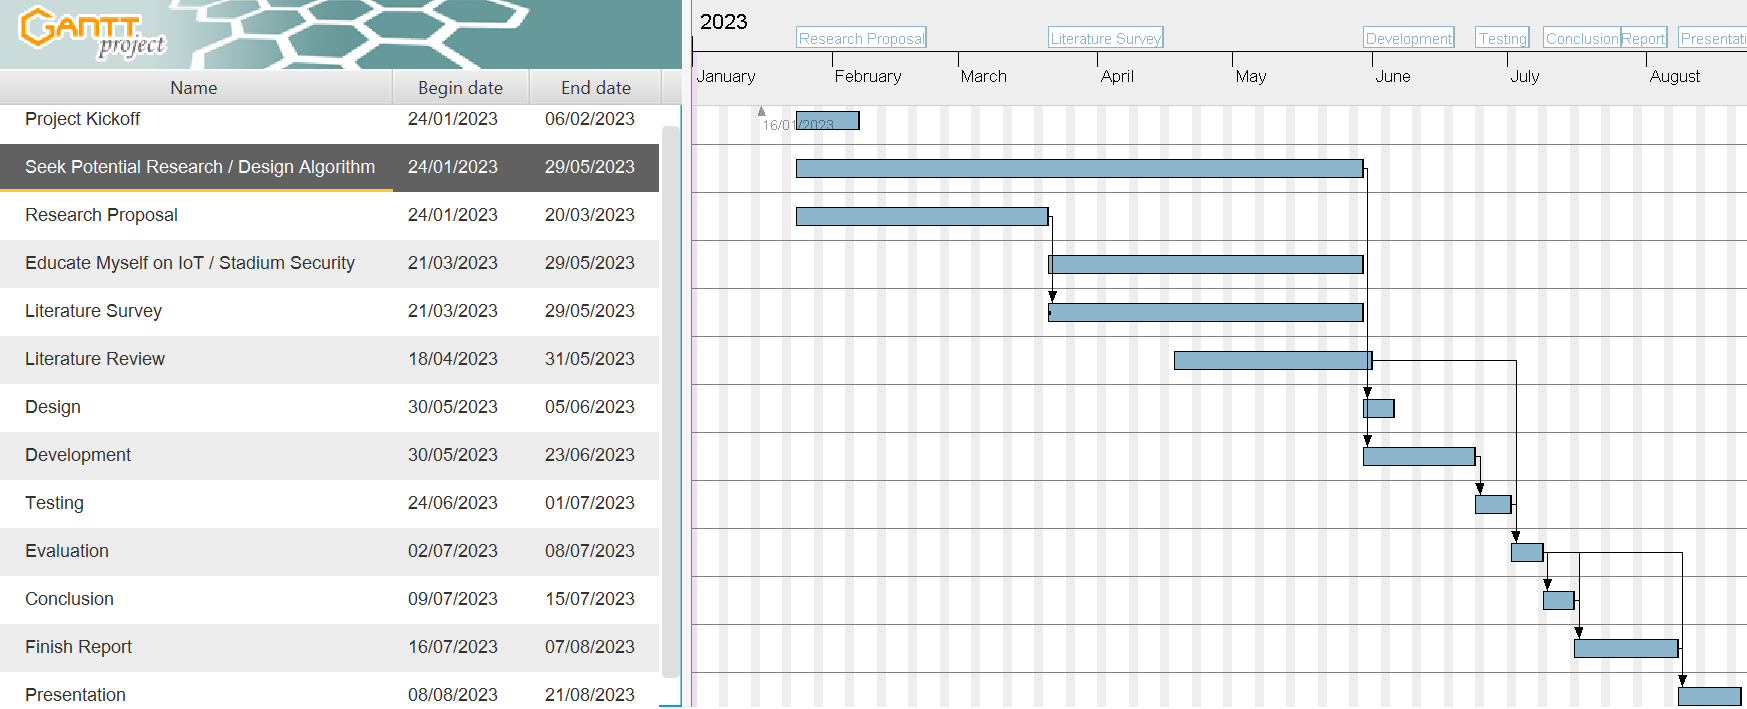 GANTT
project
2023
Research Proposal Literature Survey Development Testing Conclusion Report Presentati
January February March April May June July August
Name Begin date End date
16/01/2023
Project Kickoff 24/01/2023 06/02/2023
Seek Potential Research / Design Algorithm 24/01/2023 29/05/2023
Research Proposal 24/01/2023 20/03/2023
Educate Myself on IoT / Stadium Security 21/03/2023 29/05/2023
Literature Survey 21/03/2023 29/05/2023
Literature Review 18/04/2023 31/05/2023
Design 30/05/2023 05/06/2023
Development 30/05/2023 23/06/2023
Testing 24/06/2023 01/07/2023
Evaluation 02/07/2023 08/07/2023
Conclusion 09/07/2023 15/07/2023
Finish Report 16/07/2023 07/08/2023
Presentation 08/08/2023 21/08/2023